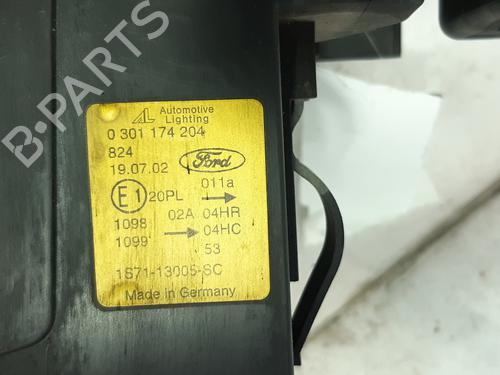 B-PARTS
AL Automotive Lighting
0 301 174 204
824
19.07.02
Ford
E1 20PL 011a →
1098 02A 04HR
1099 → 04HC
53
1S71-13005-SC
Made in Germany